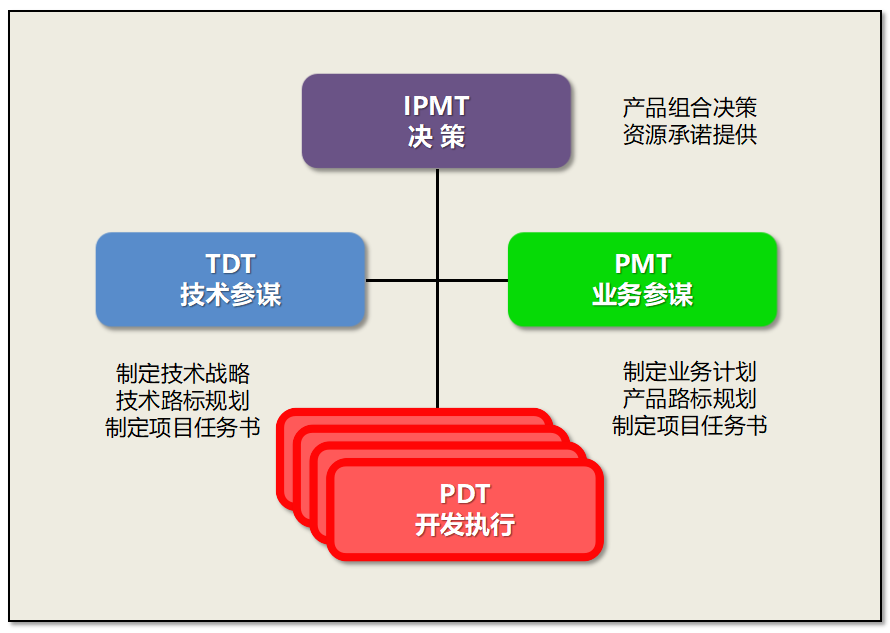 IPMT
决 策
产品组合决策
资源承诺提供
TDT
技术参谋
PMT
业务参谋
制定技术战略
技术路标规划
制定项目任务书
制定业务计划
产品路标规划
制定项目任务书
PDT
开发执行